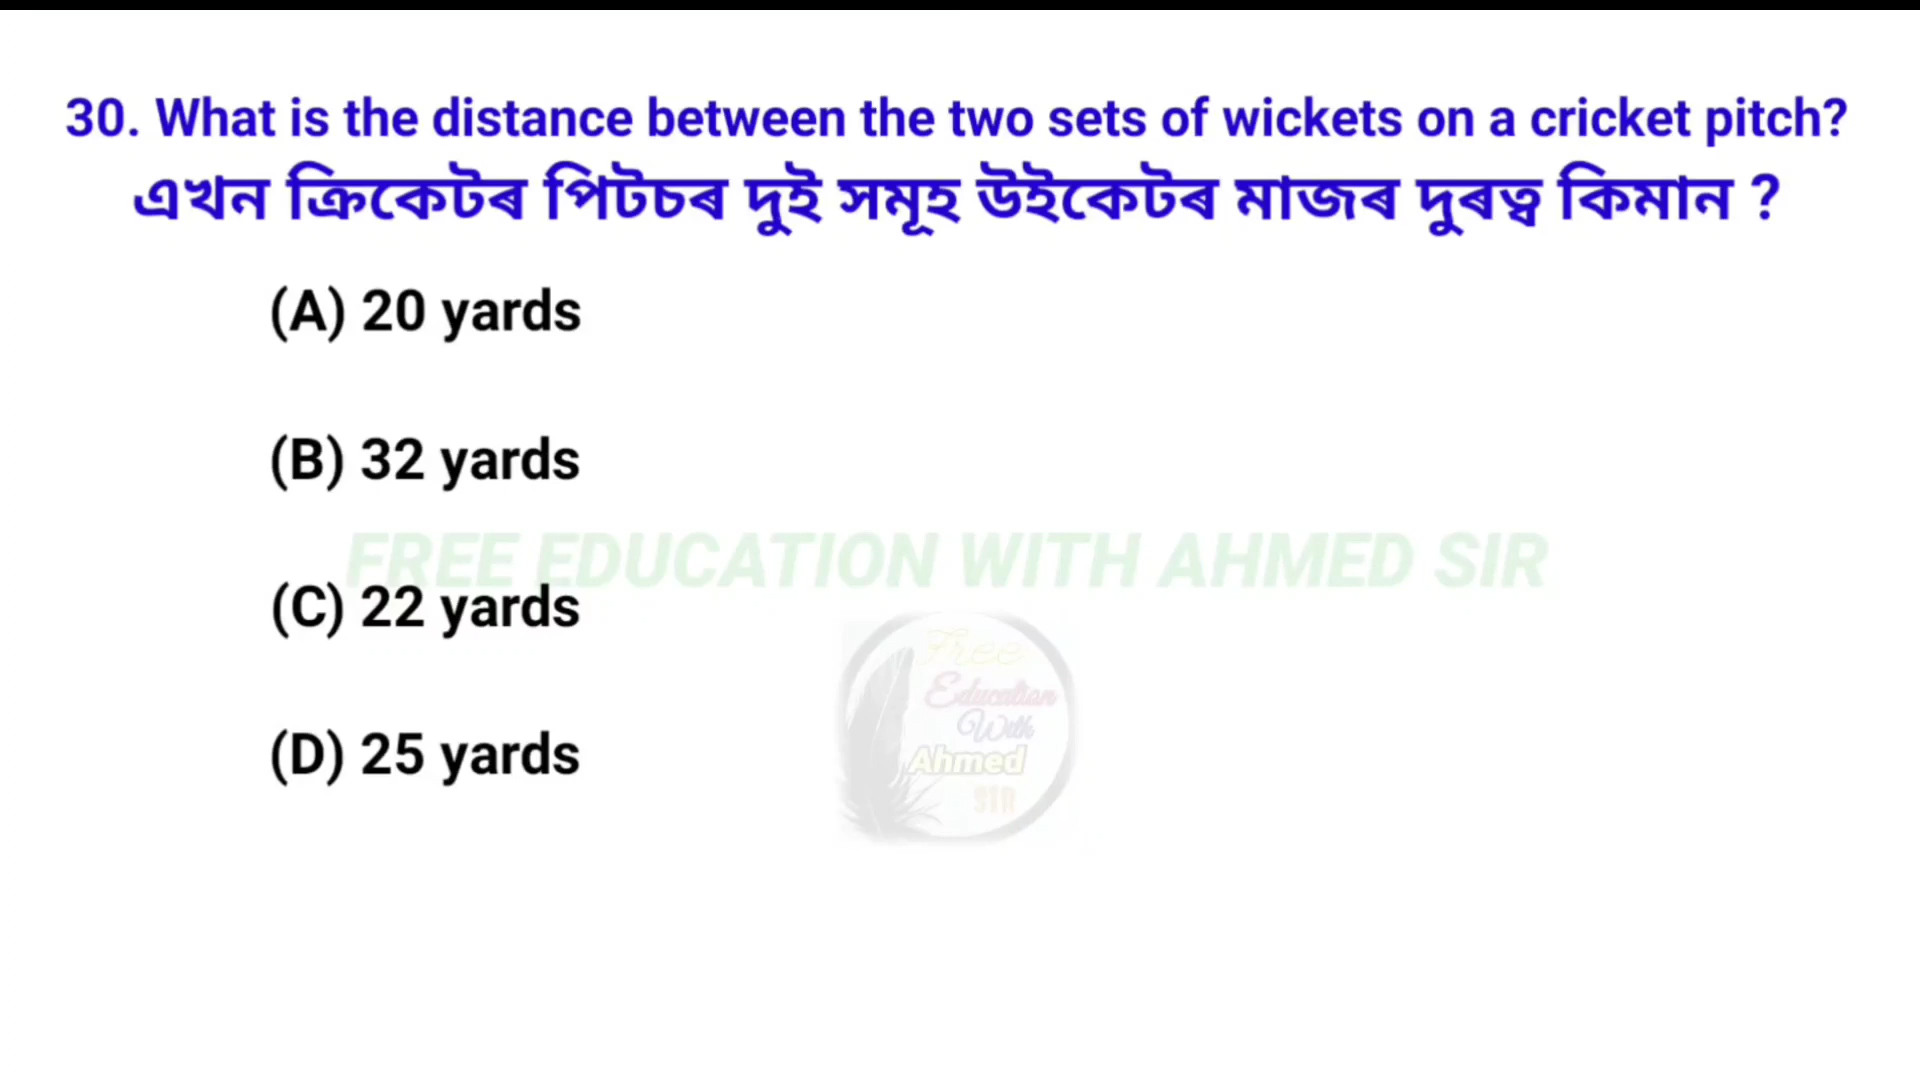 30. What is the distance between the two sets of wickets on a cricket pitch?
এখন ক্ৰিকেটৰ পিটচৰ দুই সমূহ উইকেটৰ মাজৰ দুৰত্ব কিমান ?
(A) 20 yards
(B) 32 yards
FREE EDUCATION WITH AHMED SIR
(C) 22 yards
Free
Education
With
Ahmed
SIR
(D) 25 yards